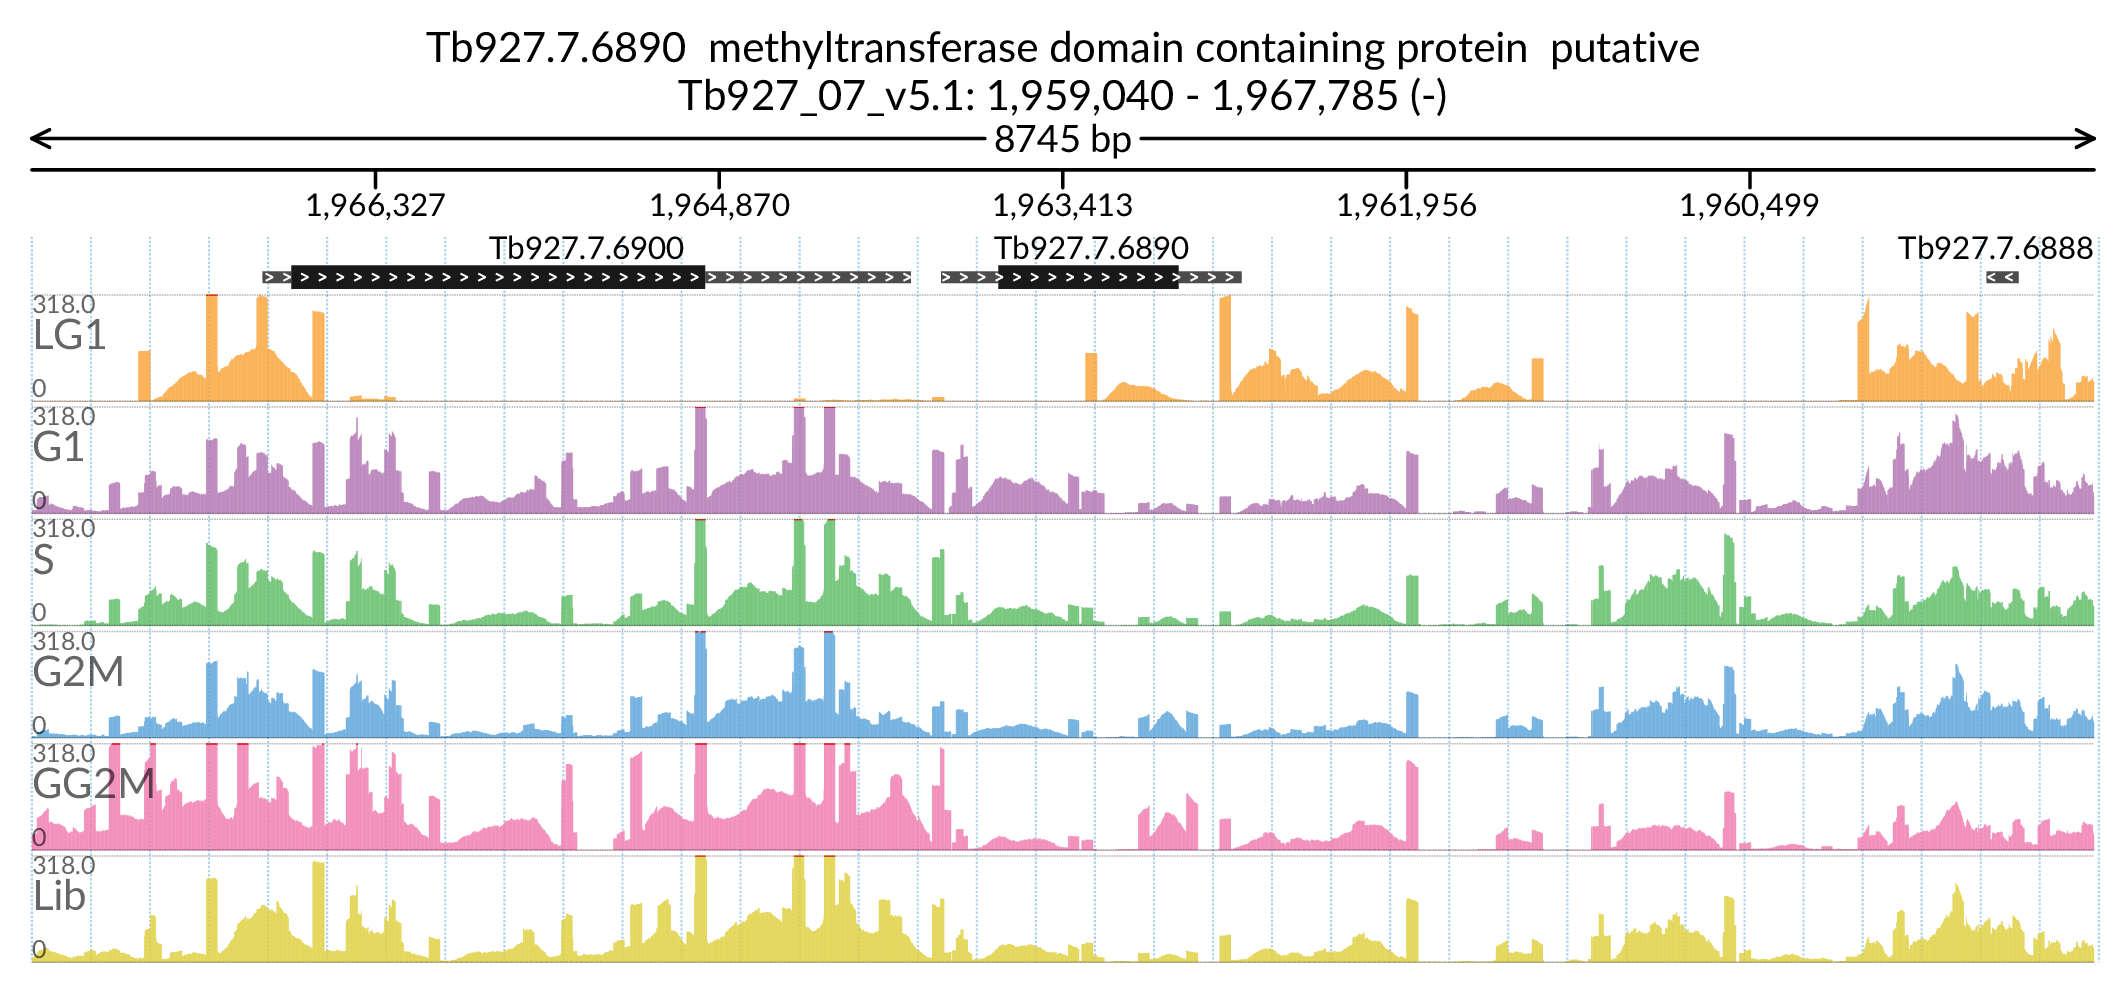 Tb927.7.6890 methyltransferase domain containing protein putative
Tb927_07_v5.1: 1,959,040 - 1,967,785 (-)
8745 bp
1,966,327 1,964,870 1,963,413 1,961,956 1,960,499
Tb927.7.6900 Tb927.7.6890 Tb927.7.6888
318.0
LG1
0
318.0
G1
0
318.0
S
0
318.0
G2M
0
318.0
GG2M
0
318.0
Lib
0